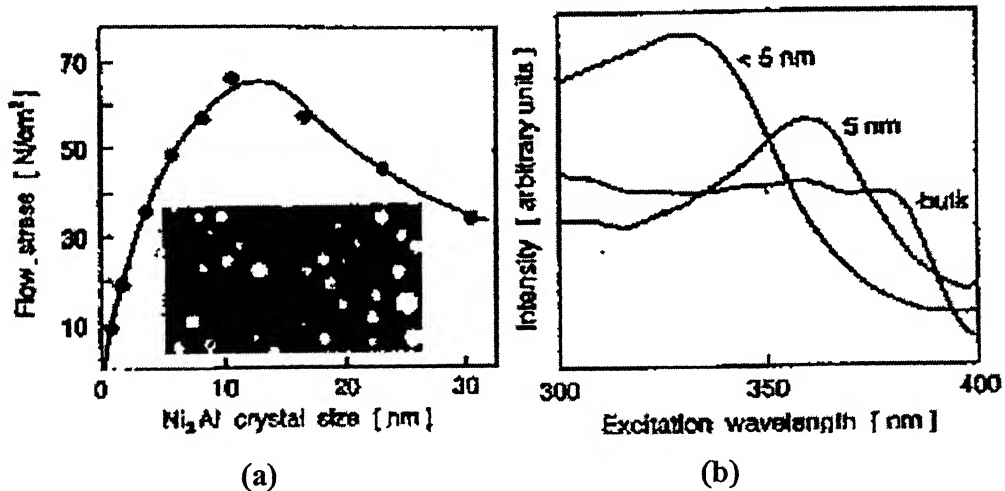 Flow stress [N/cm²]
70
50
30
10
0
10
20
30
Ni₃Al crystal size [nm]
(a)
Intensity [arbitrary units]
< 5 nm
5 nm
bulk
300
350
400
Excitation wavelength [nm]
(b)